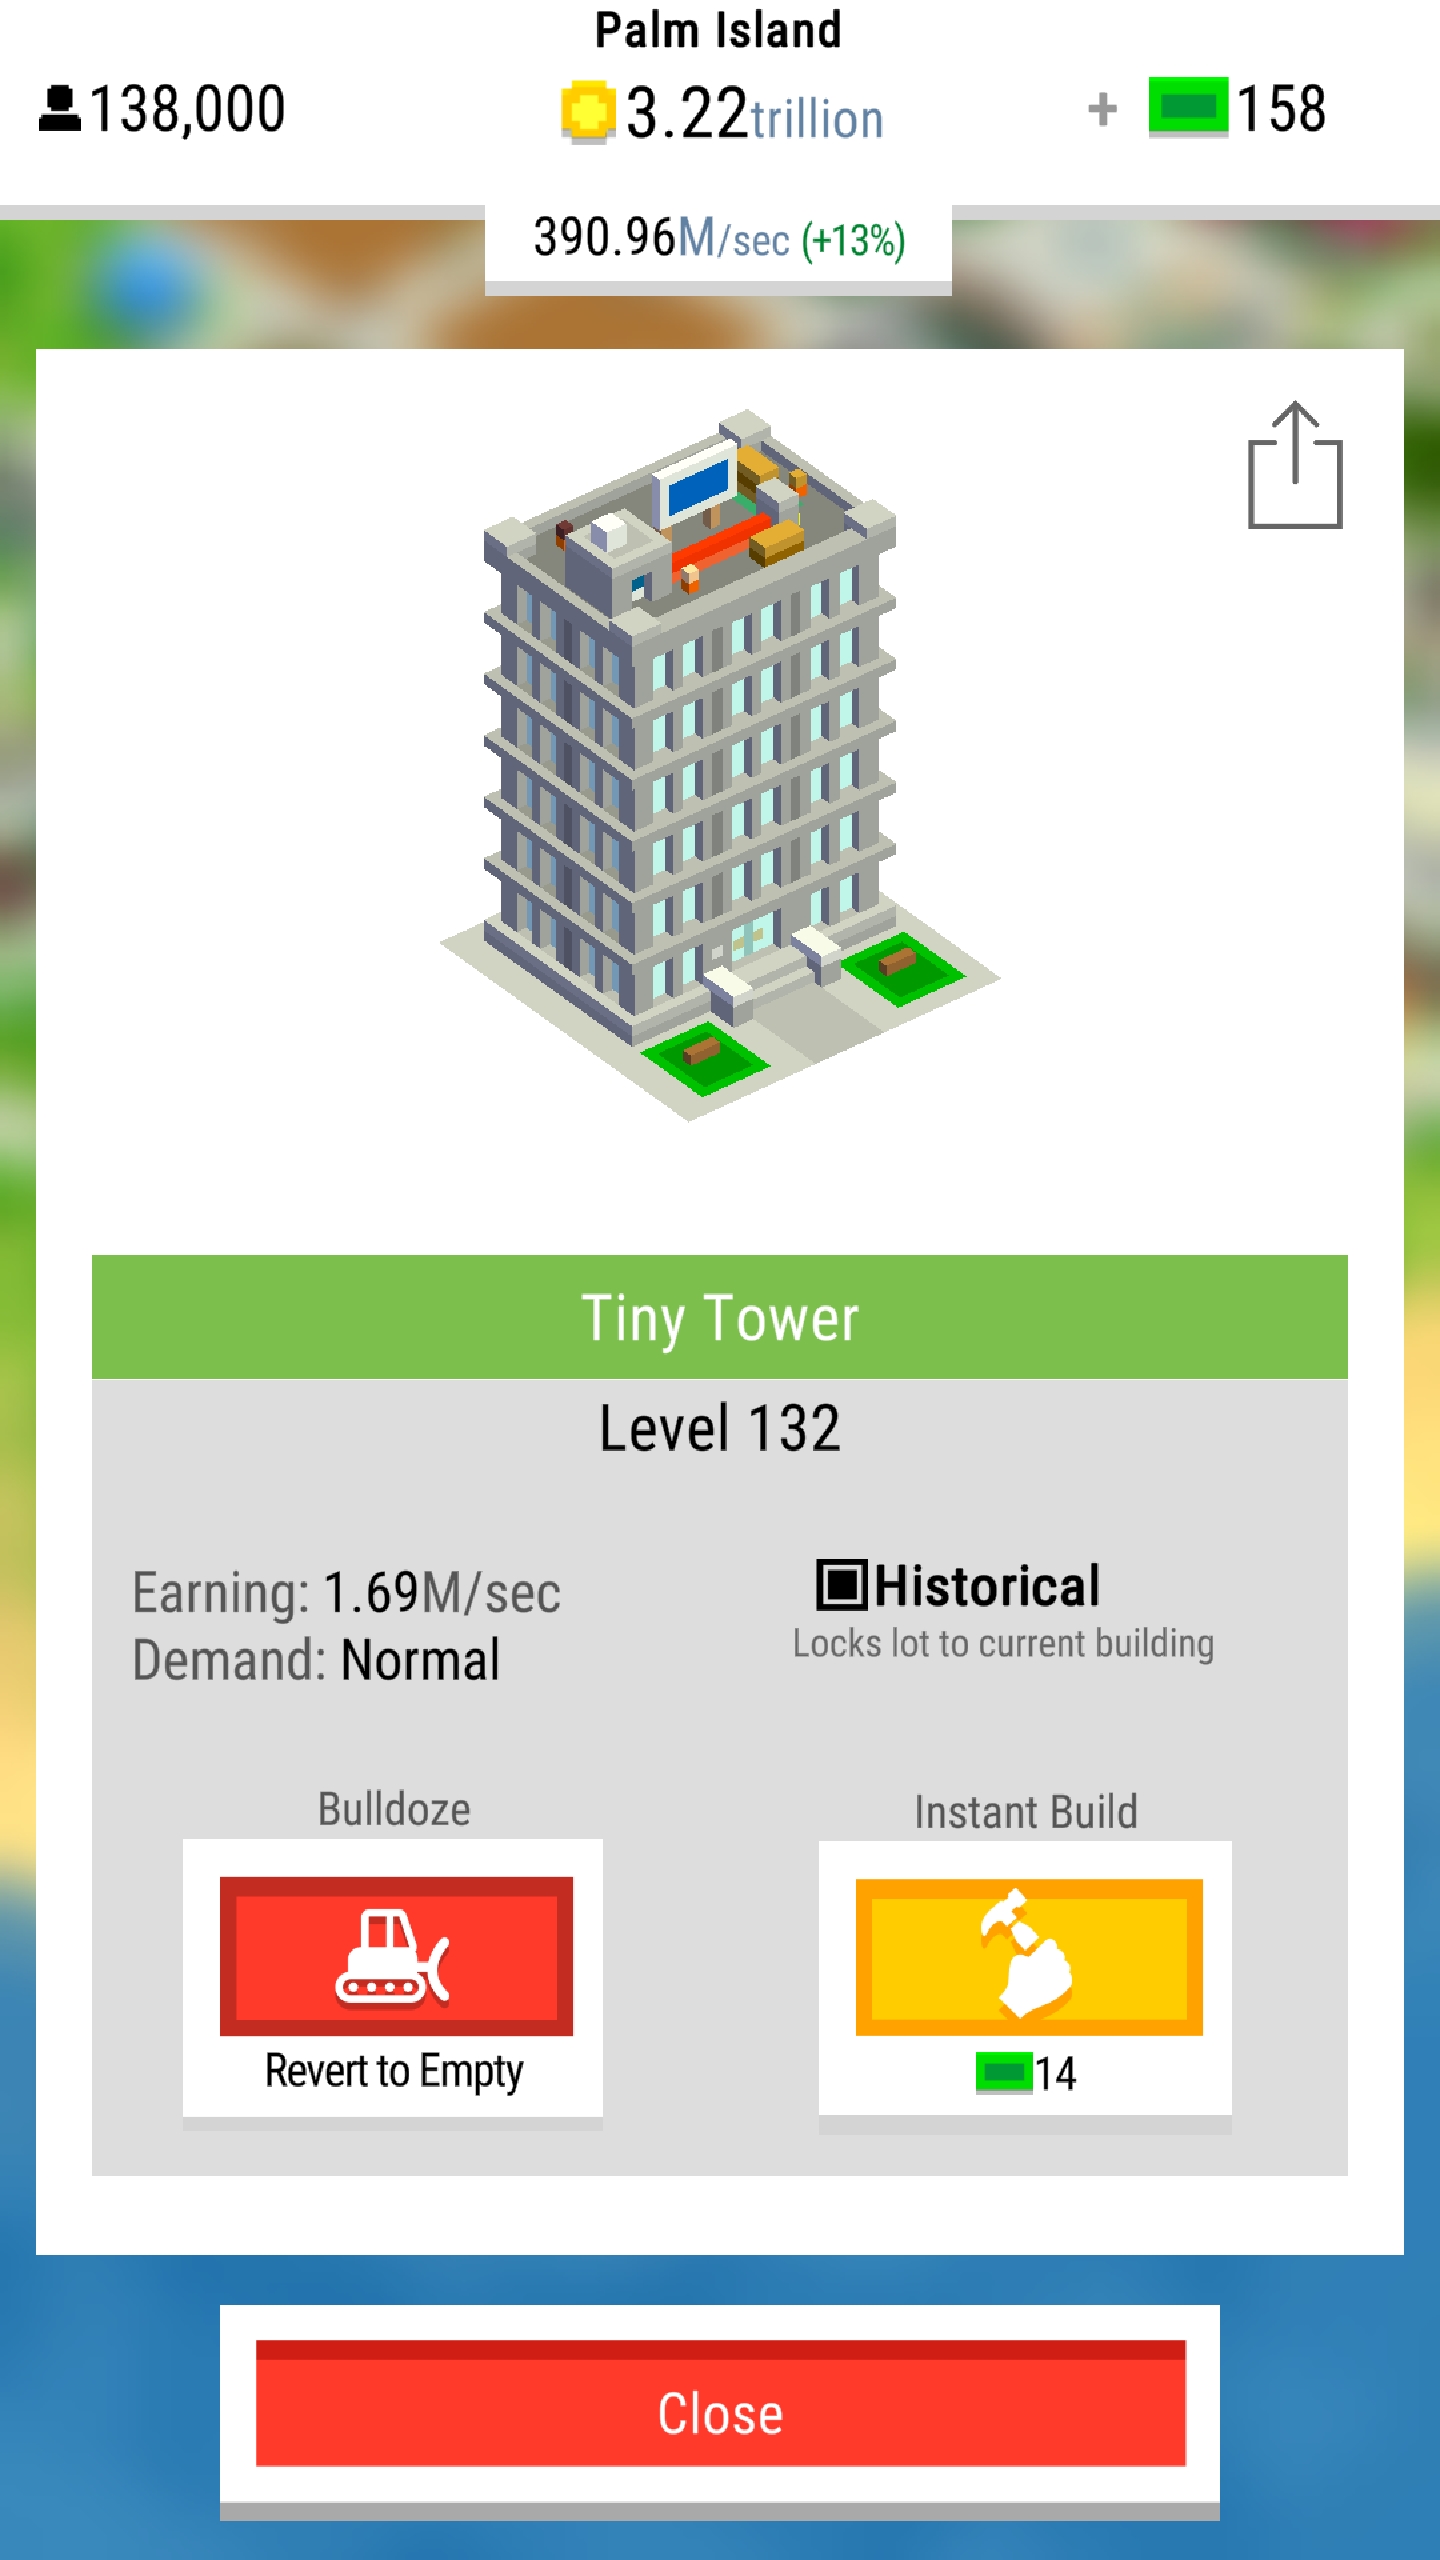 Palm Island
138,000
3.22trillion
+ 158
390.96M/sec (+13%)
Tiny Tower
Level 132
Earning: 1.69M/sec
Demand: Normal
Historical
Locks lot to current building
Bulldoze
Revert to Empty
Instant Build
14
Close